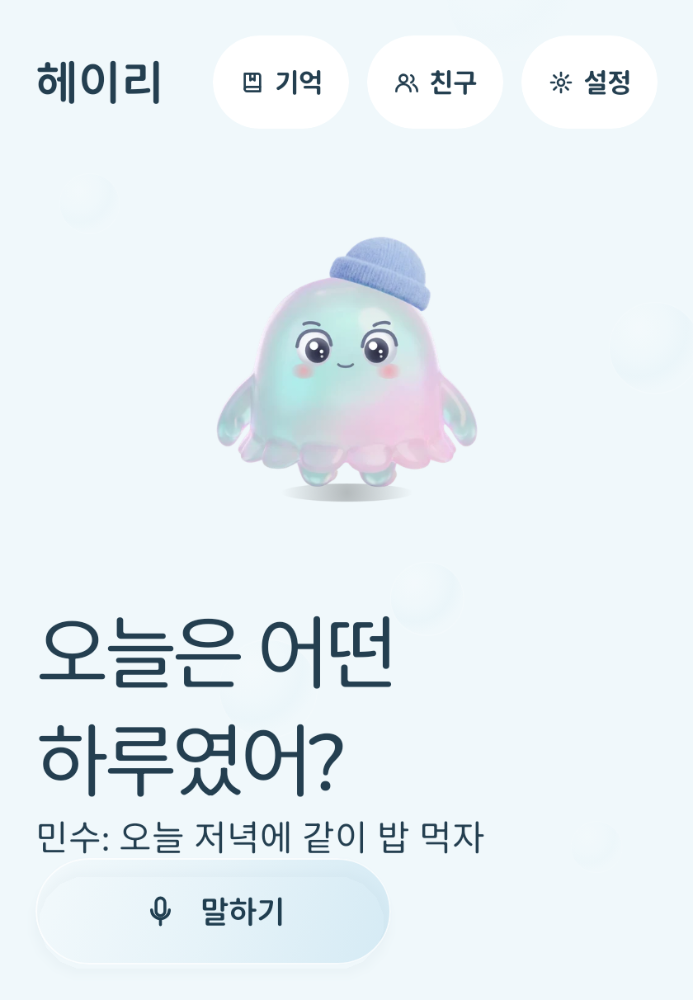 헤이리
기억
친구
설정
오늘은 어떤
하루였어?
민수: 오늘 저녁에 같이 밥 먹자
말하기